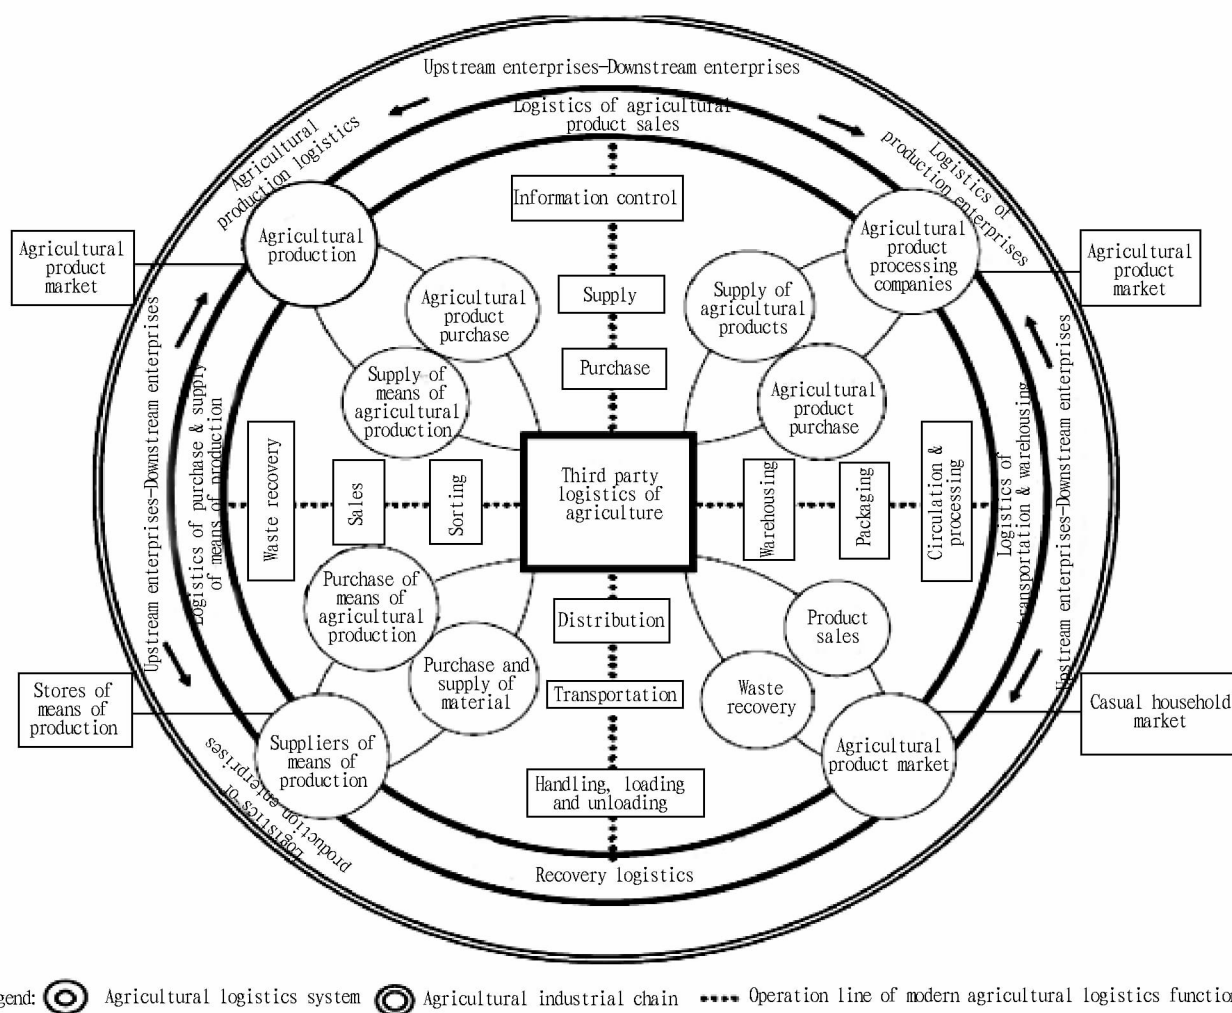 Upstream enterprises-Downstream enterprises
Logistics of agricultural
product sales
Agricultural
production logistics
Logistics of
production enterprises
Information control
Agricultural
production
Agricultural
product
processing
companies
Agricultural
product
market
Agricultural
product
market
Agricultural
product
purchase
Supply
Supply of
agricultural
products
Purchase
Supply of
means of
agricultural
production
Agricultural
product
purchase
Upstream enterprises-Downstream enterprises
Logistics of purchase & supply
of means of production
Waste recovery
Sales
Sorting
Third party
logistics of
agriculture
Warehousing
Packaging
Circulation &
processing
Logistics of
transportation & warehousing
Upstream enterprises-Downstream enterprises
Purchase of
means of
agricultural
production
Distribution
Product
sales
Purchase and
supply of
material
Transportation
Waste
recovery
Stores of
means of
production
Casual household
market
Suppliers of
means of
production
Agricultural
product market
Handling, loading
and unloading
Logistics of
production enterprises
Recovery logistics
Agricultural logistics system
Agricultural industrial chain
Operation line of modern agricultural logistics function